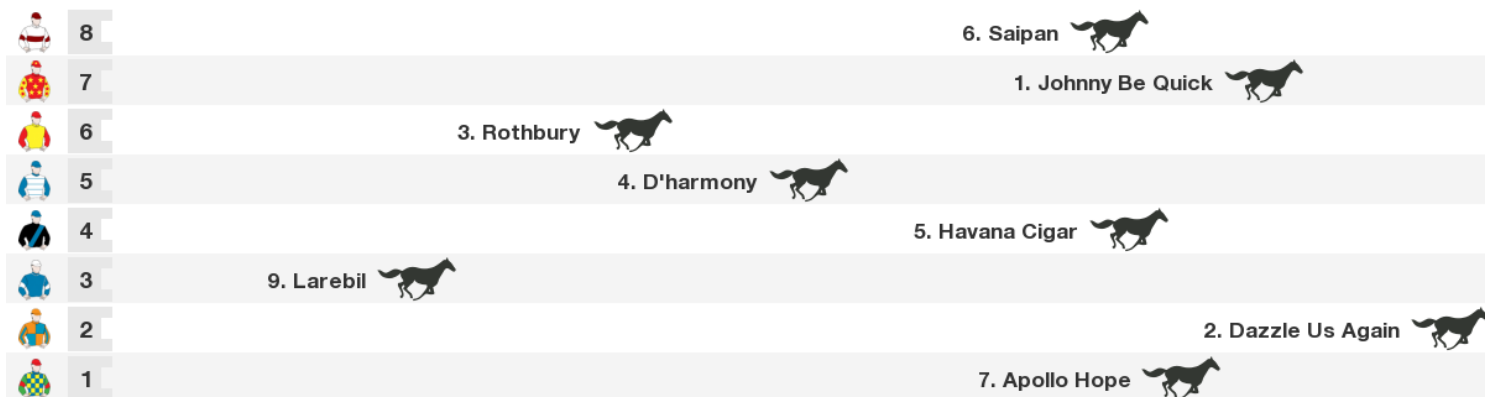 8 6. Saipan
7 1. Johnny Be Quick
6 3. Rothbury
5 4. D'harmony
4 5. Havana Cigar
3 9. Larebil
2 2. Dazzle Us Again
1 7. Apollo Hope